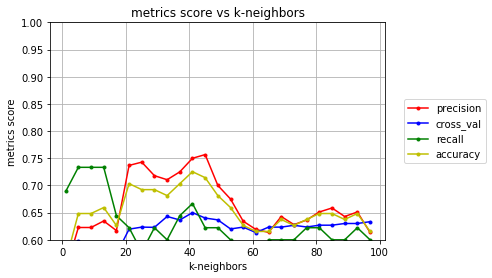 metrics score vs k-neighbors
1.00
0.95
0.90
0.85
0.80
0.75
0.70
0.65
0.60
metrics score
0
20
40
60
80
100
k-neighbors
precision
cross_val
recall
accuracy